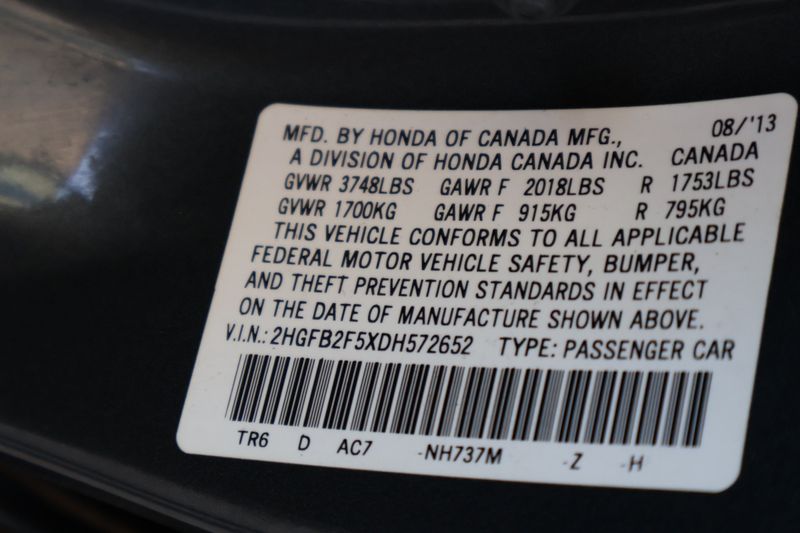 MFD. BY HONDA OF CANADA MFG., 08/'13
A DIVISION OF HONDA CANADA INC. CANADA
GVWR 3748LBS GAWR F 2018LBS R 1753LBS
GVWR 1700KG GAWR F 915KG R 795KG
THIS VEHICLE CONFORMS TO ALL APPLICABLE
FEDERAL MOTOR VEHICLE SAFETY, BUMPER,
AND THEFT PREVENTION STANDARDS IN EFFECT
ON THE DATE OF MANUFACTURE SHOWN ABOVE.
V.I.N.: 2HGFB2F5XDH572652 TYPE: PASSENGER CAR
TR6 D AC7 -NH737M -Z -H